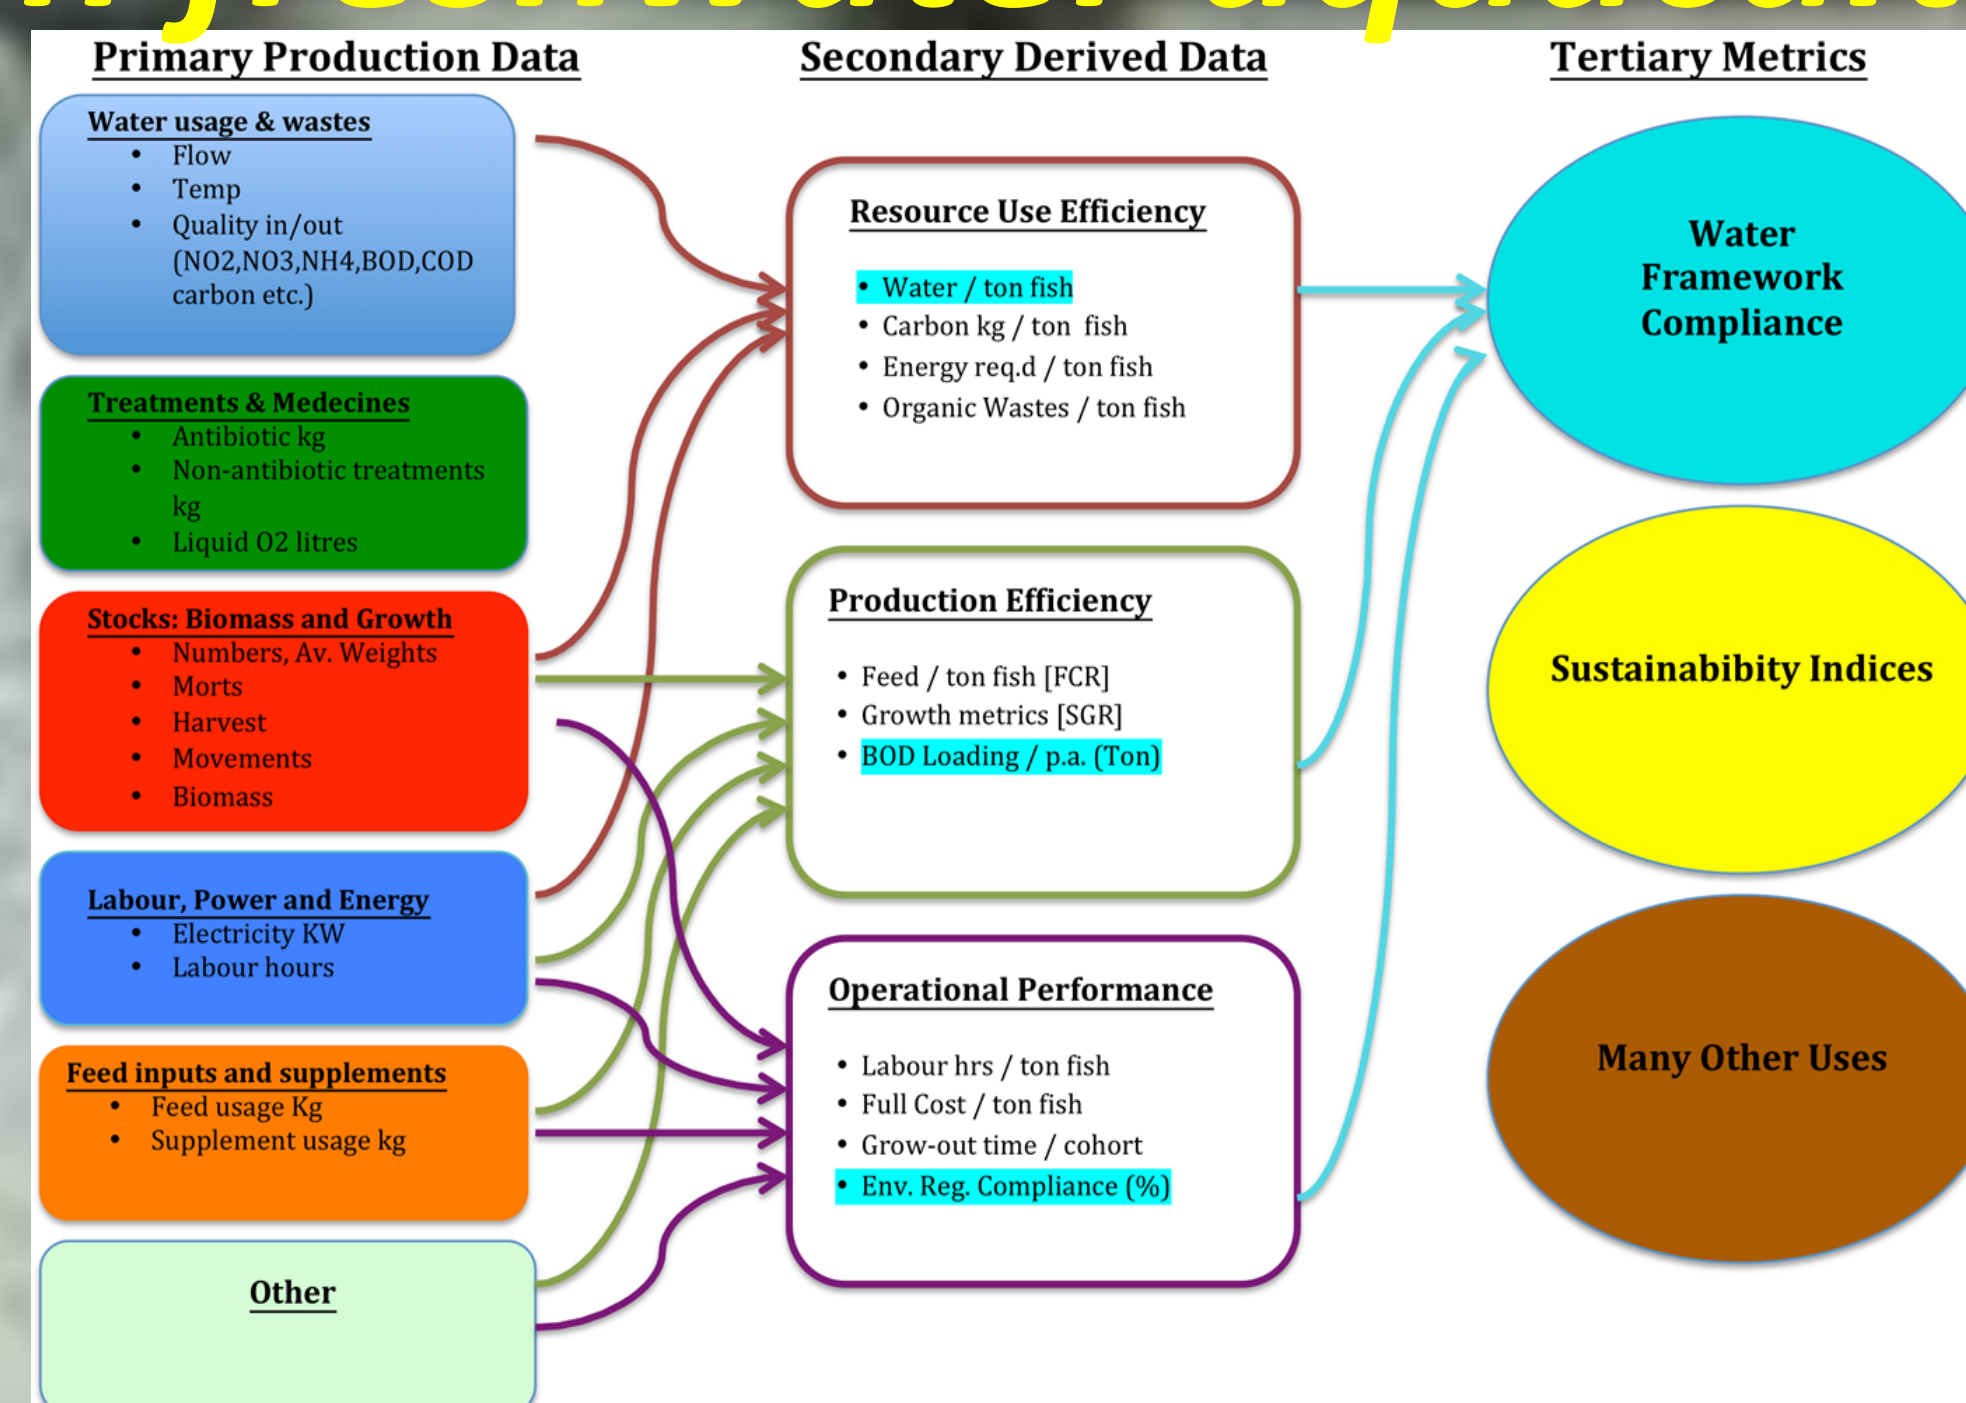 freshwater aquacult
Primary Production Data
Secondary Derived Data
Tertiary Metrics
Water usage & wastes
• Flow
• Temp
• Quality in/out
(NO2,NO3,NH4,BOD,COD
carbon etc.)
Treatments & Medecines
• Antibiotic kg
• Non-antibiotic treatments
kg
• Liquid O2 litres
Stocks: Biomass and Growth
• Numbers, Av. Weights
• Morts
• Harvest
• Movements
• Biomass
Labour, Power and Energy
• Electricity KW
• Labour hours
Feed inputs and supplements
• Feed usage Kg
• Supplement usage kg
Other
Resource Use Efficiency
• Water / ton fish
• Carbon kg / ton fish
• Energy req.d / ton fish
• Organic Wastes / ton fish
Production Efficiency
• Feed / ton fish [FCR]
• Growth metrics [SGR]
• BOD Loading / p.a. (Ton)
Operational Performance
• Labour hrs / ton fish
• Full Cost / ton fish
• Grow-out time / cohort
• Env. Reg. Compliance (%)
Water
Framework
Compliance
Sustainabibity Indices
Many Other Uses